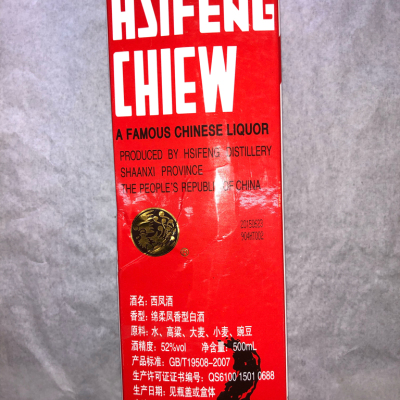 HSIFENG
CHIEW
A FAMOUS CHINESE LIQUOR
PRODUCED BY HSIFENG DISTILLERY
SHAANXI PROVINCE
THE PEOPLE'S REPUBLIC OF CHINA
酒名：西凤酒
香型：绵柔凤香型白酒
原料：水、高粱、大麦、小麦、豌豆
酒精度：52%vol 净含量：500mL
产品标准：GB/T19508-2007
生产许可证证书编号：QS6100 1501 0688
生产日期：见瓶盖或盒体